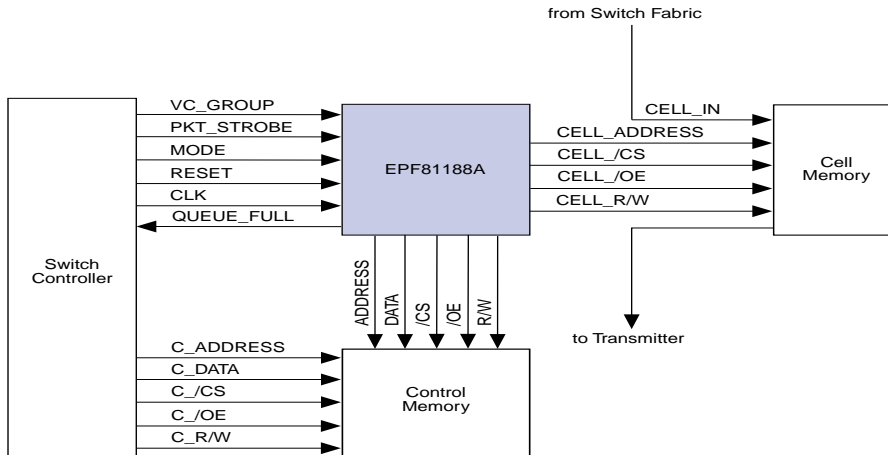 from Switch Fabric
VC_GROUP
PKT_STROBE
MODE
RESET
CLK
QUEUE_FULL
EPF81188A
CELL_IN
CELL_ADDRESS
CELL_/CS
CELL_/OE
CELL_R/W
Cell
Memory
Switch
Controller
ADDRESS
DATA
/CS
/OE
R/W
to Transmitter
C_ADDRESS
C_DATA
C_/CS
C_/OE
C_R/W
Control
Memory